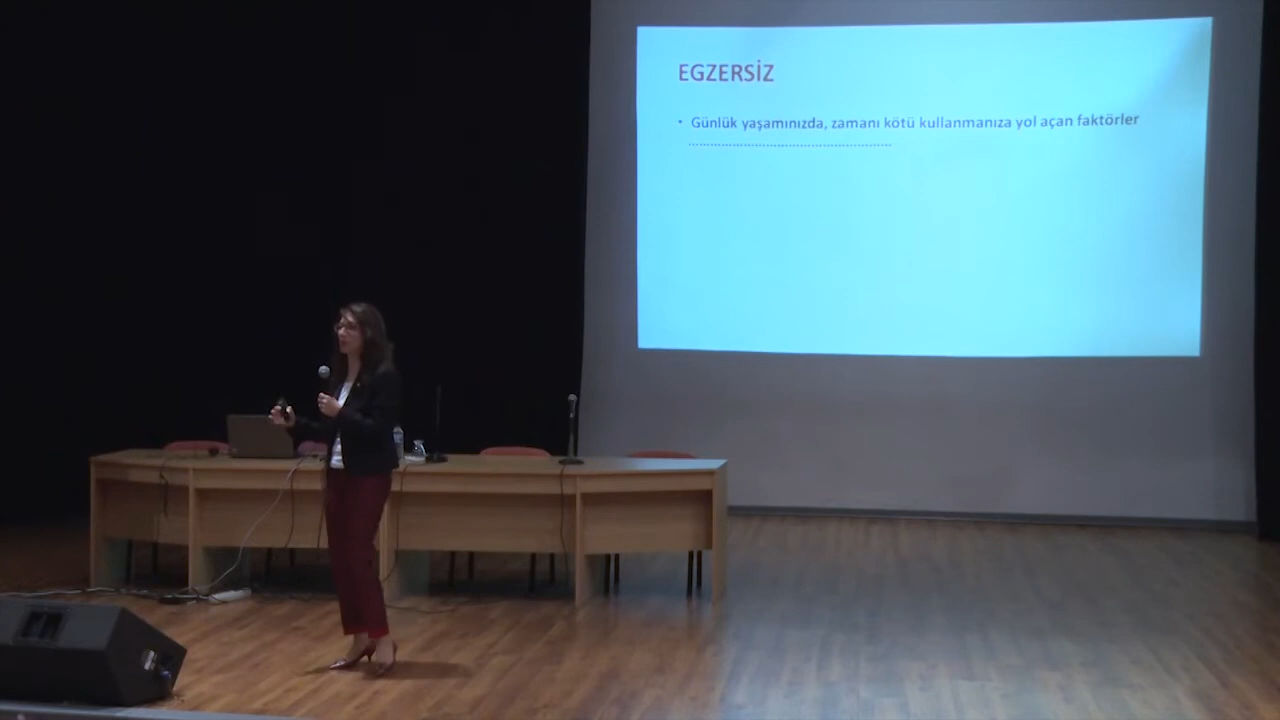 EGZERSİZ
• Günlük yaşamınızda, zamanı kötü kullanmanıza yol açan faktörler
......................................................